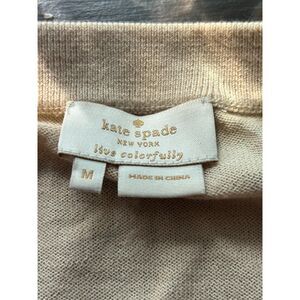 kate spade
NEW YORK
live colorfully
M
MADE IN CHINA